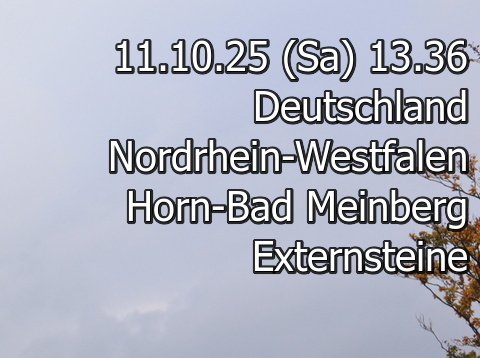 11.10.25 (Sa) 13.36
Deutschland
Nordrhein-Westfalen
Horn-Bad Meinberg
Externsteine